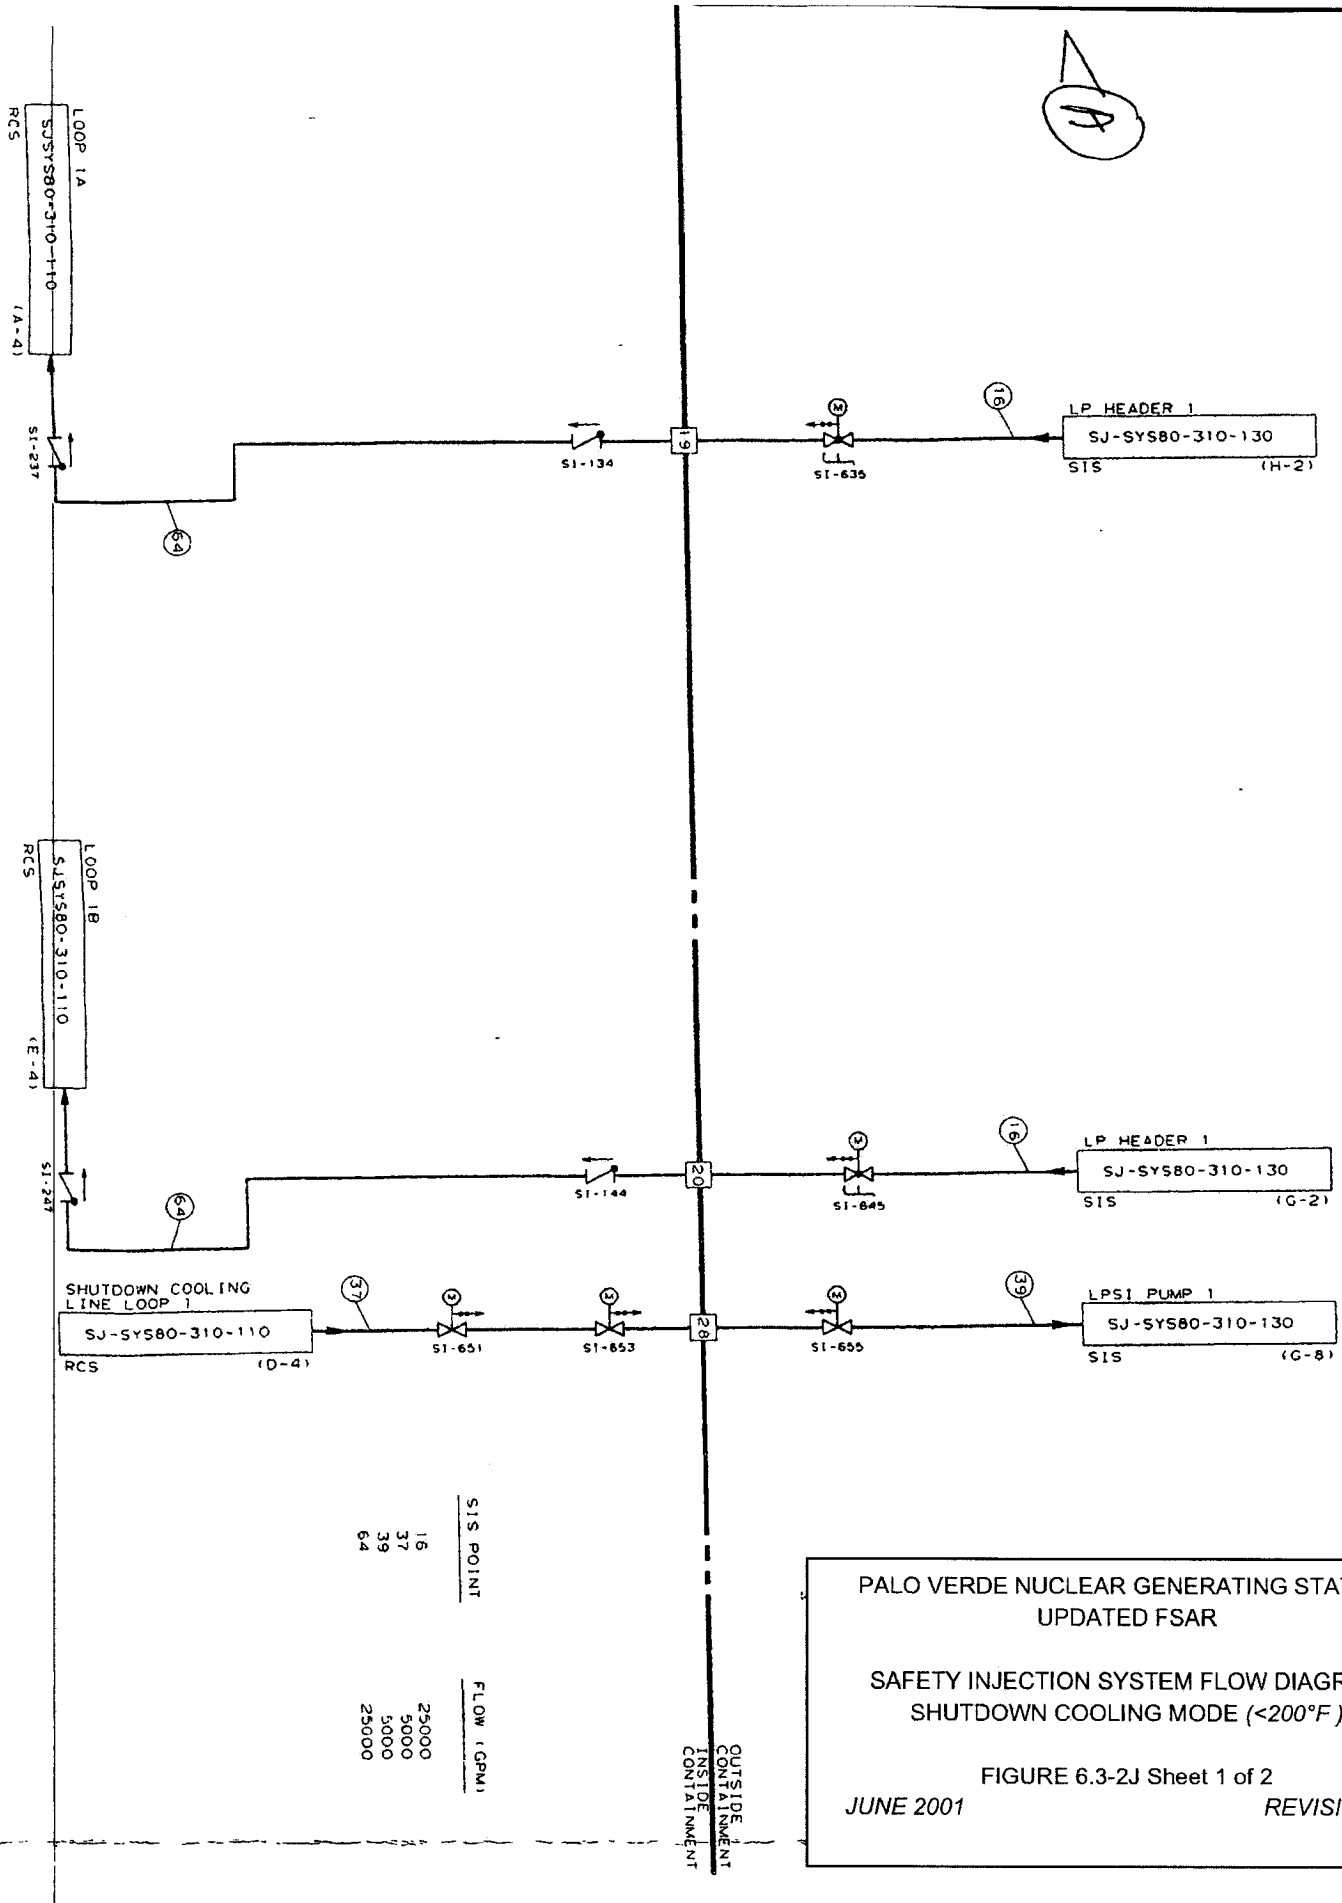 LOOP 1A
SJSYS80-310-110
RCS (A-4)
SI-237
64
SI-134
19
M
SI-635
16
LP HEADER 1
SJ-SYS80-310-130
SIS (H-2)
LOOP 1B
SJSYS80-310-110
RCS (E-4)
SI-247
64
SI-144
20
M
SI-645
16
LP HEADER 1
SJ-SYS80-310-130
SIS (G-2)
SHUTDOWN COOLING
LINE LOOP 1
SJ-SYS80-310-110
RCS (D-4)
37
M
SI-651
M
SI-653
28
M
SI-655
39
LPSI PUMP 1
SJ-SYS80-310-130
SIS (G-8)
SIS POINT FLOW (GPM)
16 25000
37 5000
39 5000
64 25000
OUTSIDE
CONTAINMENT
INSIDE
CONTAINMENT
PALO VERDE NUCLEAR GENERATING STA
UPDATED FSAR
SAFETY INJECTION SYSTEM FLOW DIAGR
SHUTDOWN COOLING MODE (<200°F)
FIGURE 6.3-2J Sheet 1 of 2
JUNE 2001 REVISI